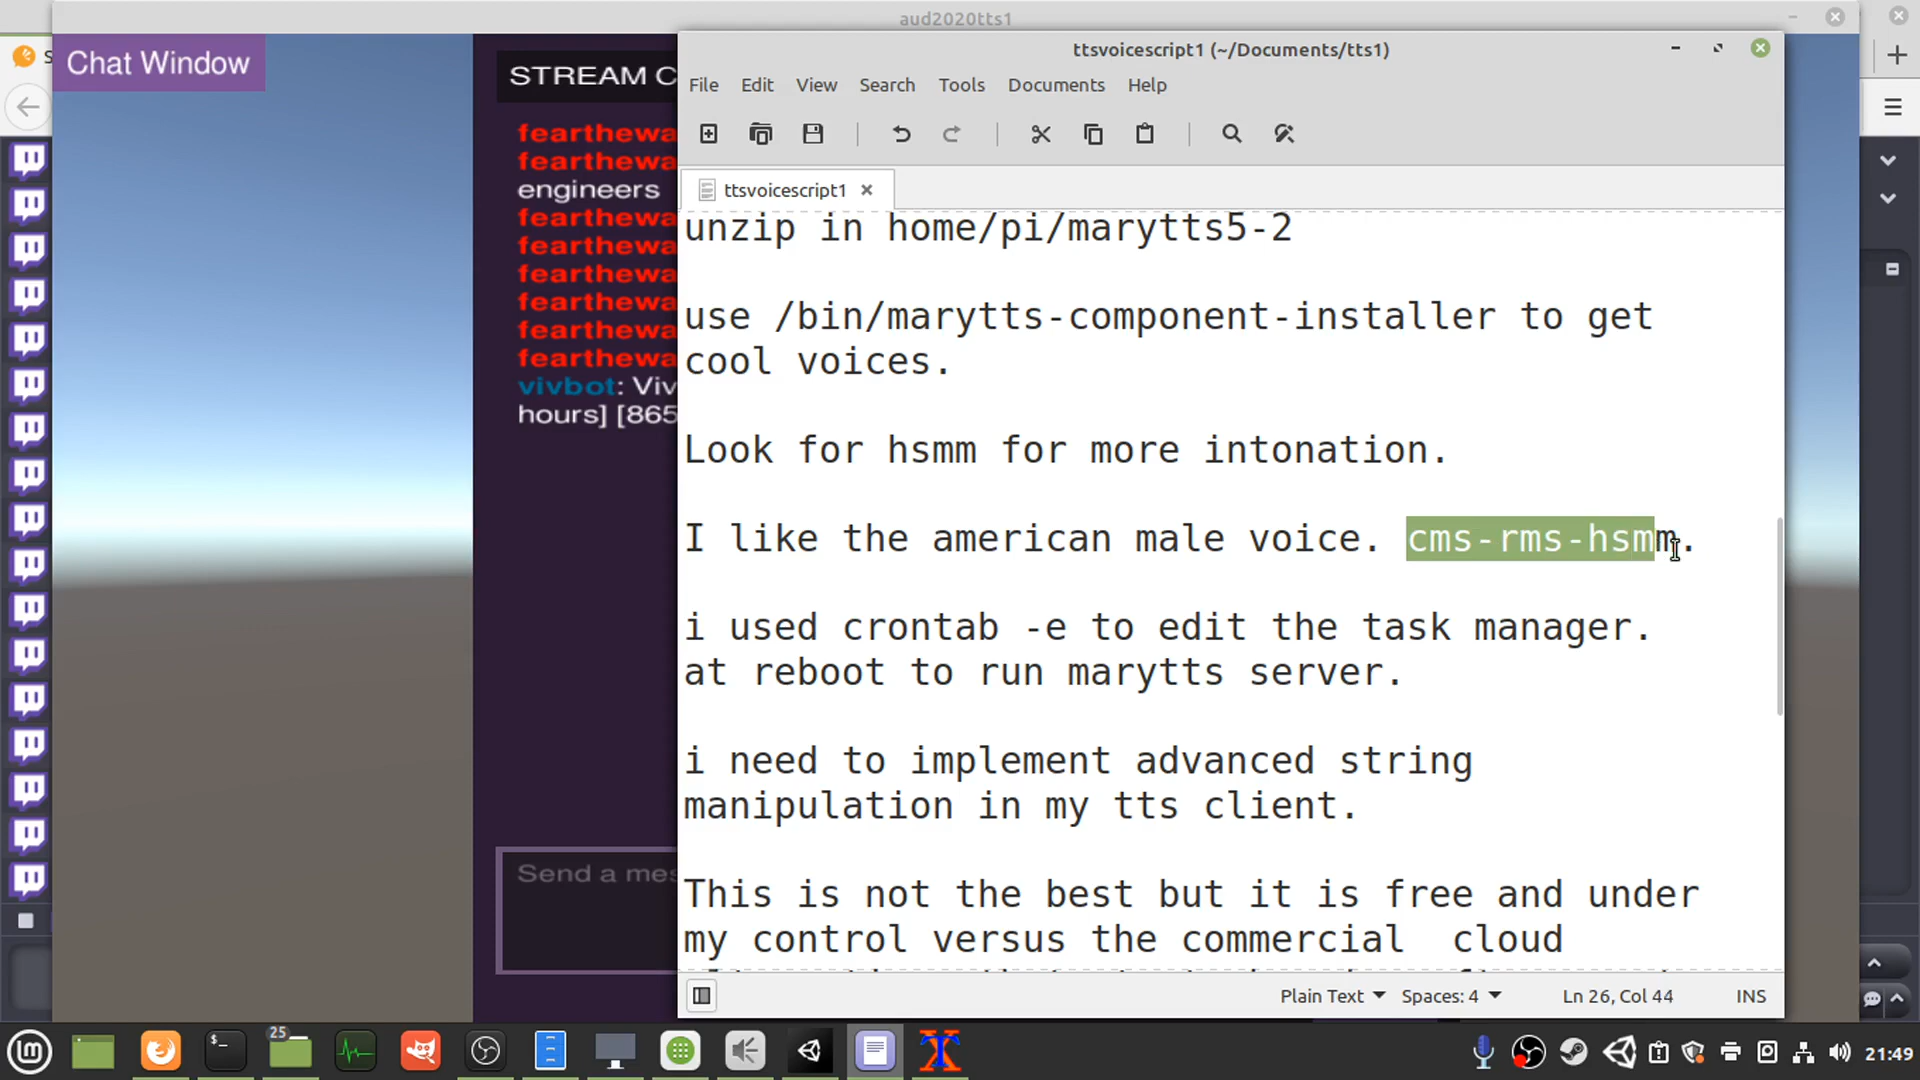 aud2020tts1
Chat Window
STREAM C
fearthewa
fearthewa
engineers
fearthewa
fearthewa
fearthewa
fearthewa
fearthewa
fearthewa
vivbot: Viv
hours] [865
Send a mes
ttsvoicescript1 (~/Documents/tts1)
File Edit View Search Tools Documents Help
ttsvoicescript1
unzip in home/pi/marytts5-2
use /bin/marytts-component-installer to get
cool voices.
Look for hsmm for more intonation.
I like the american male voice. cms-rms-hsmm.
i used crontab -e to edit the task manager.
at reboot to run marytts server.
i need to implement advanced string
manipulation in my tts client.
This is not the best but it is free and under
my control versus the commercial  cloud
Plain Text Spaces: 4 Ln 26, Col 44 INS
25
21:49